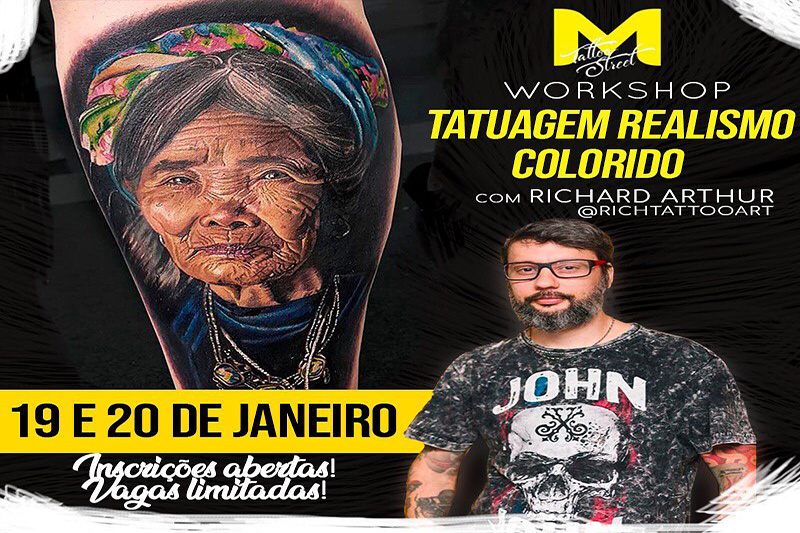 M
Tattoo
Street
WORKSHOP
TATUAGEM REALISMO
COLORIDO
COM RICHARD ARTHUR
@RICHTATTOOART
JOHN
19 E 20 DE JANEIRO
Inscrições abertas!
Vagas limitadas!